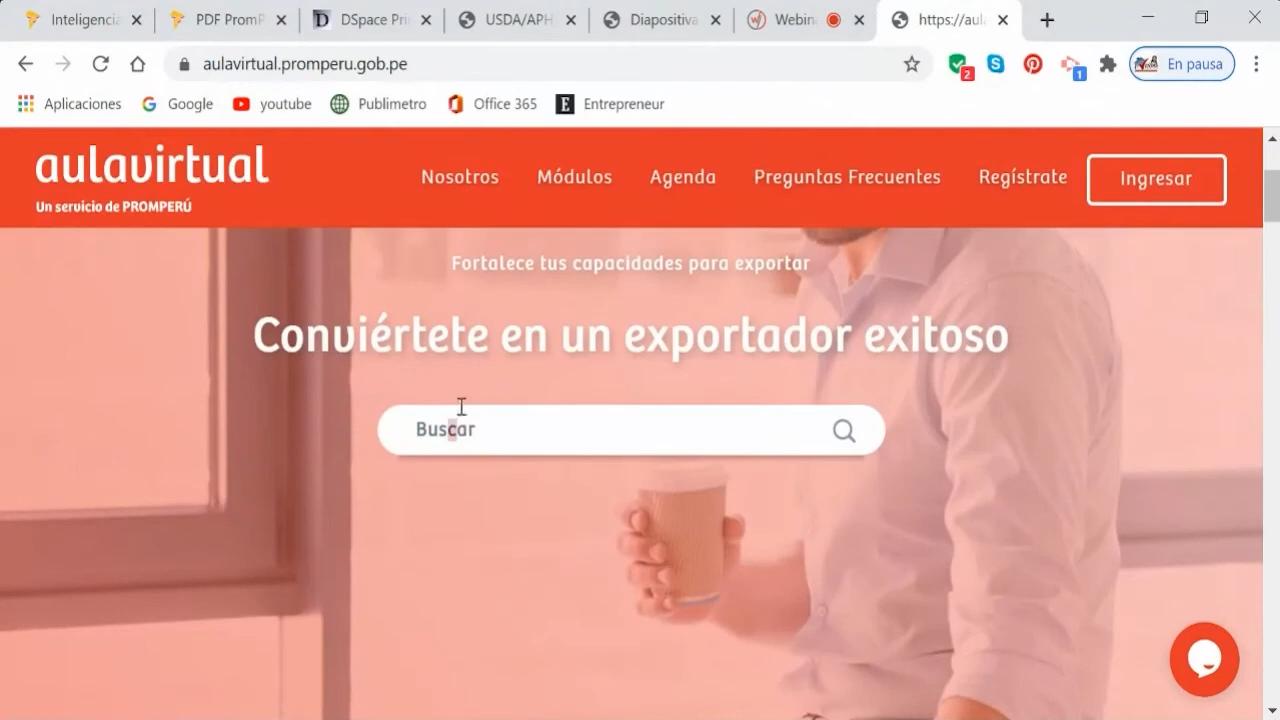 Inteligencia
PDF PromP
DSpace Pri
USDA/APH
Diapositiva
Webin
https://aul
aulavirtual.promperu.gob.pe
2
1
En pausa
Aplicaciones
Google
youtube
Publimetro
Office 365
Entrepreneur
aulavirtual
Un servicio de PROMPERÚ
Nosotros
Módulos
Agenda
Preguntas Frecuentes
Regístrate
Ingresar
Fortalece tus capacidades para exportar
Conviértete en un exportador exitoso
Buscar